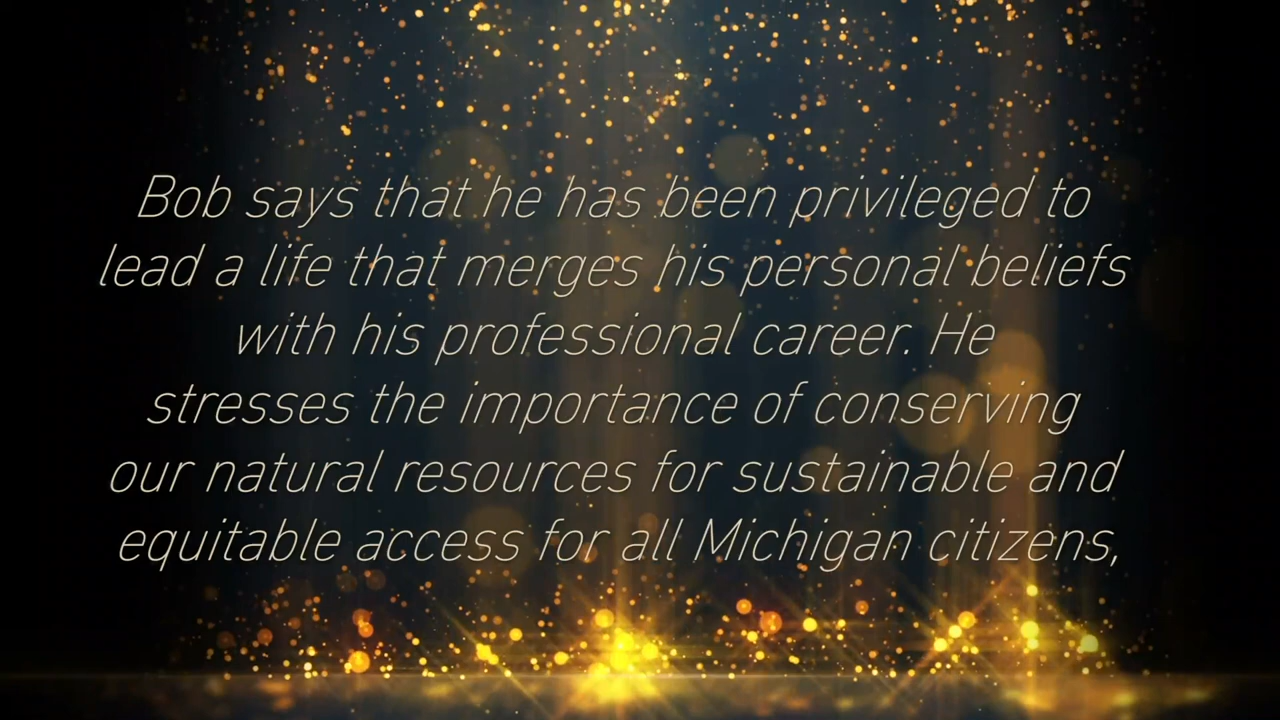 Bob says that he has been privileged to
lead a life that merges his personal beliefs
with his professional career. He
stresses the importance of conserving
our natural resources for sustainable and
equitable access for all Michigan citizens,